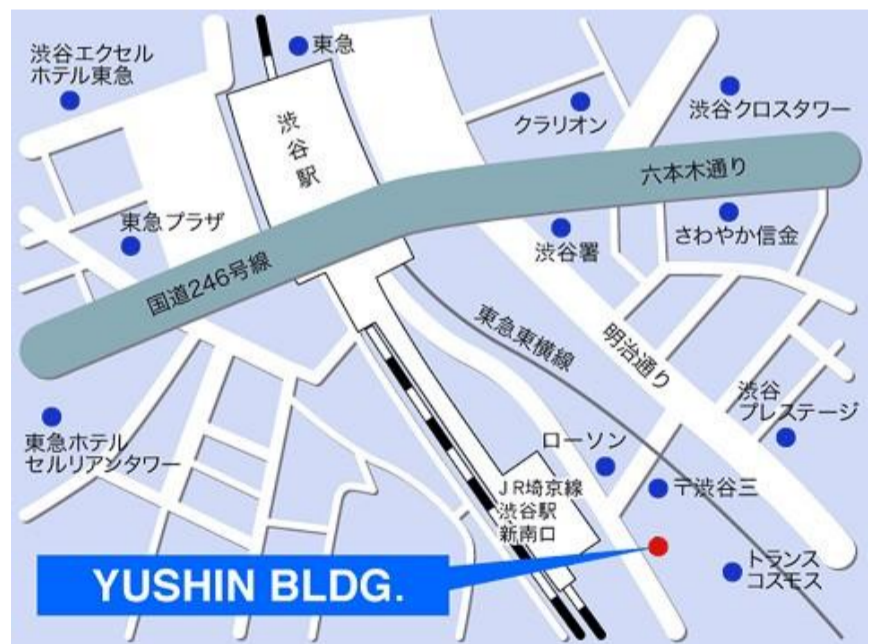 東急
渋谷エクセル
ホテル東急
渋谷駅
クラリオン
渋谷クロスタワー
六本木通り
東急プラザ
渋谷署
さわやか信金
国道246号線
東急東横線
明治通り
渋谷
プレステージ
東急ホテル
セルリアンタワー
ローソン
JR埼京線
渋谷駅
新南口
〒渋谷三
トランス
コスモス
YUSHIN BLDG.